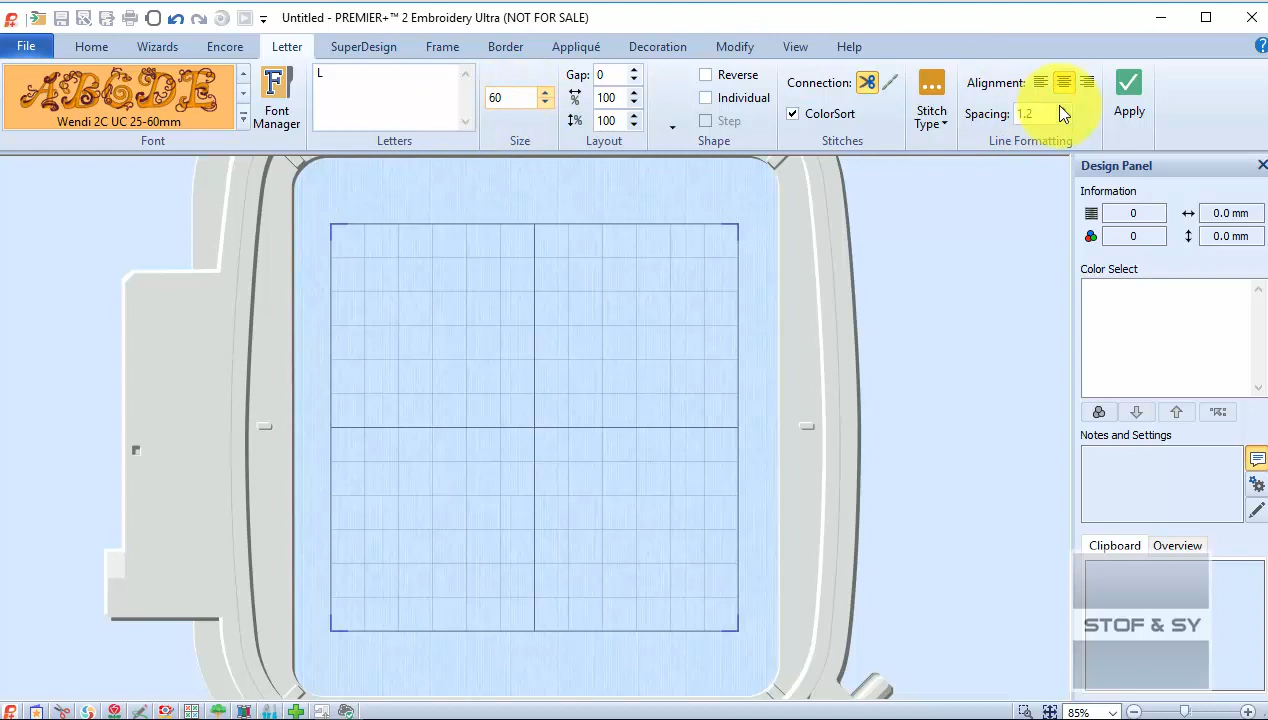 Untitled - PREMIER+™ 2 Embroidery Ultra (NOT FOR SALE)
File Home Wizards Encore Letter SuperDesign Frame Border Appliqué Decoration Modify View Help
ABCDE
Wendi 2C UC 25-60mm
Font Manager
Font
L
Letters
60
Size
Gap: 0
% 100
% 100
Layout
Reverse
Individual
Step
Shape
Connection:
ColorSort
Stitches
Stitch Type
Alignment:
Spacing: 1.2
Line Formatting
Apply
Design Panel
Information
0 0.0 mm
0 0.0 mm
Color Select
Notes and Settings
Clipboard Overview
STOF & SY
85%